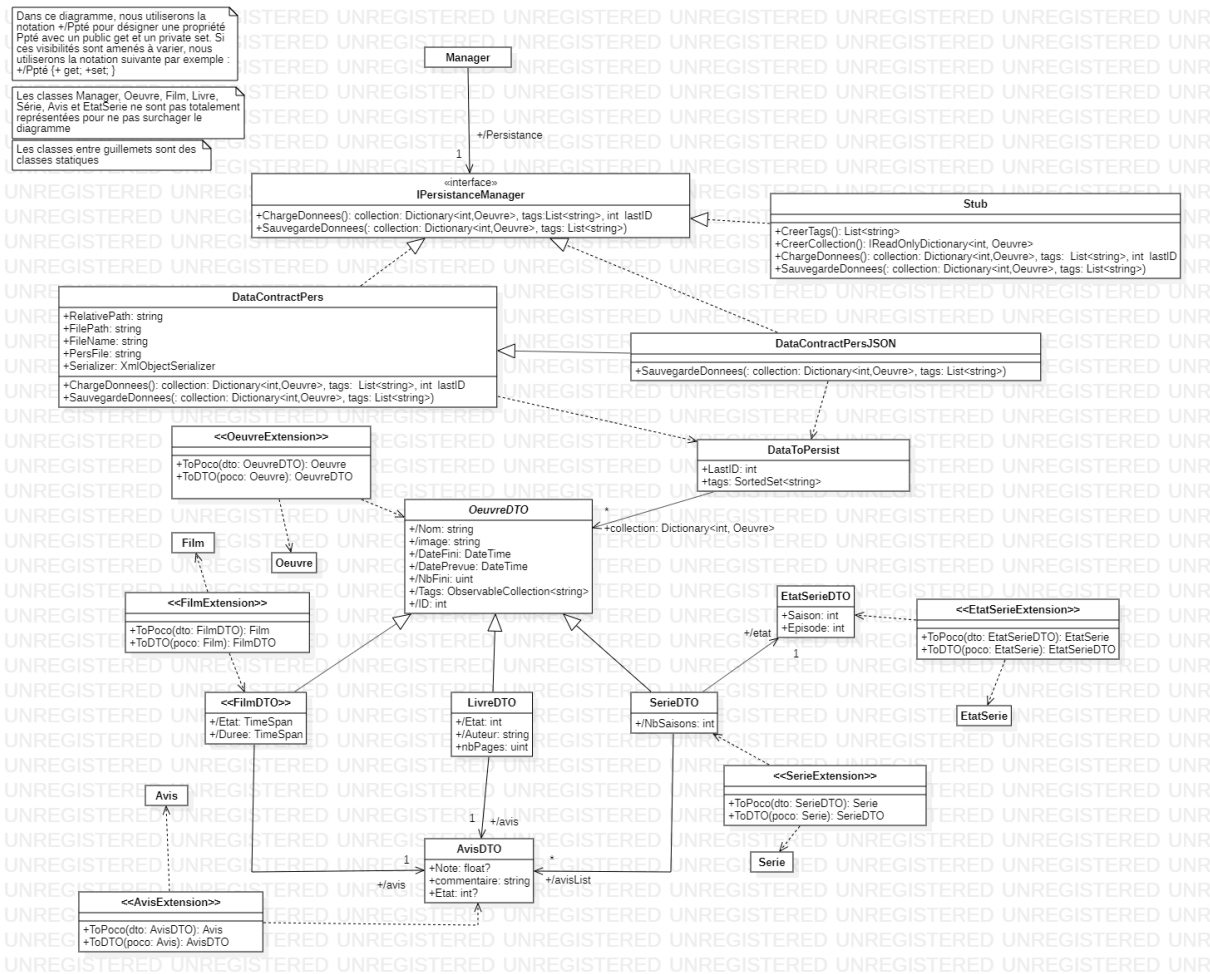 Dans ce diagramme, nous utiliserons la
notation +/Ppté pour désigner une propriété
Ppté avec un public get et un private set. Si
ces visibilités sont amenés à varier, nous
utiliserons la notation suivante par exemple :
+/Ppté {+ get; +set; }
Les classes Manager, Oeuvre, Film, Livre,
Série, Avis et EtatSerie ne sont pas totalement
représentées pour ne pas surchager le
diagramme
Les classes entre guillemets sont des
classes statiques
Manager
+/Persistance
1
«interface»
IPersistanceManager
+ChargeDonnees(): collection: Dictionary<int,Oeuvre>, tags:List<string>, int lastID
+SauvegardeDonnees(: collection: Dictionary<int,Oeuvre>, tags: List<string>)
Stub
+CreerTags(): List<string>
+CreerCollection(): IReadOnlyDictionary<int, Oeuvre>
+ChargeDonnees(): collection: Dictionary<int,Oeuvre>, tags: List<string>, int lastID
+SauvegardeDonnees(: collection: Dictionary<int,Oeuvre>, tags: List<string>)
DataContractPers
+RelativePath: string
+FilePath: string
+FileName: string
+PersFile: string
+Serializer: XmlObjectSerializer
+ChargeDonnees(): collection: Dictionary<int,Oeuvre>, tags: List<string>, int lastID
+SauvegardeDonnees(: collection: Dictionary<int,Oeuvre>, tags: List<string>)
DataContractPersJSON
+SauvegardeDonnees(: collection: Dictionary<int,Oeuvre>, tags: List<string>)
<<OeuvreExtension>>
+ToPoco(dto: OeuvreDTO): Oeuvre
+ToDTO(poco: Oeuvre): OeuvreDTO
DataToPersist
+LastID: int
+tags: SortedSet<string>
*
+collection: Dictionary<int, Oeuvre>
OeuvreDTO
+/Nom: string
+/image: string
+/DateFini: DateTime
+/DatePrevue: DateTime
+/NbFini: uint
+/Tags: ObservableCollection<string>
+/ID: int
Film
Oeuvre
<<FilmExtension>>
+ToPoco(dto: FilmDTO): Film
+ToDTO(poco: Film): FilmDTO
EtatSerieDTO
+Saison: int
+Episode: int
+/etat
1
<<EtatSerieExtension>>
+ToPoco(dto: EtatSerieDTO): EtatSerie
+ToDTO(poco: EtatSerie): EtatSerieDTO
EtatSerie
<<FilmDTO>>
+/Etat: TimeSpan
+/Duree: TimeSpan
LivreDTO
+/Etat: int
+/Auteur: string
+nbPages: uint
SerieDTO
+/NbSaisons: int
<<SerieExtension>>
+ToPoco(dto: SerieDTO): Serie
+ToDTO(poco: Serie): SerieDTO
Serie
Avis
1
+/avis
1
+/avis
*
+/avisList
AvisDTO
+Note: float?
+commentaire: string
+Etat: int?
<<AvisExtension>>
+ToPoco(dto: AvisDTO): Avis
+ToDTO(poco: Avis): AvisDTO
UNREGISTERED